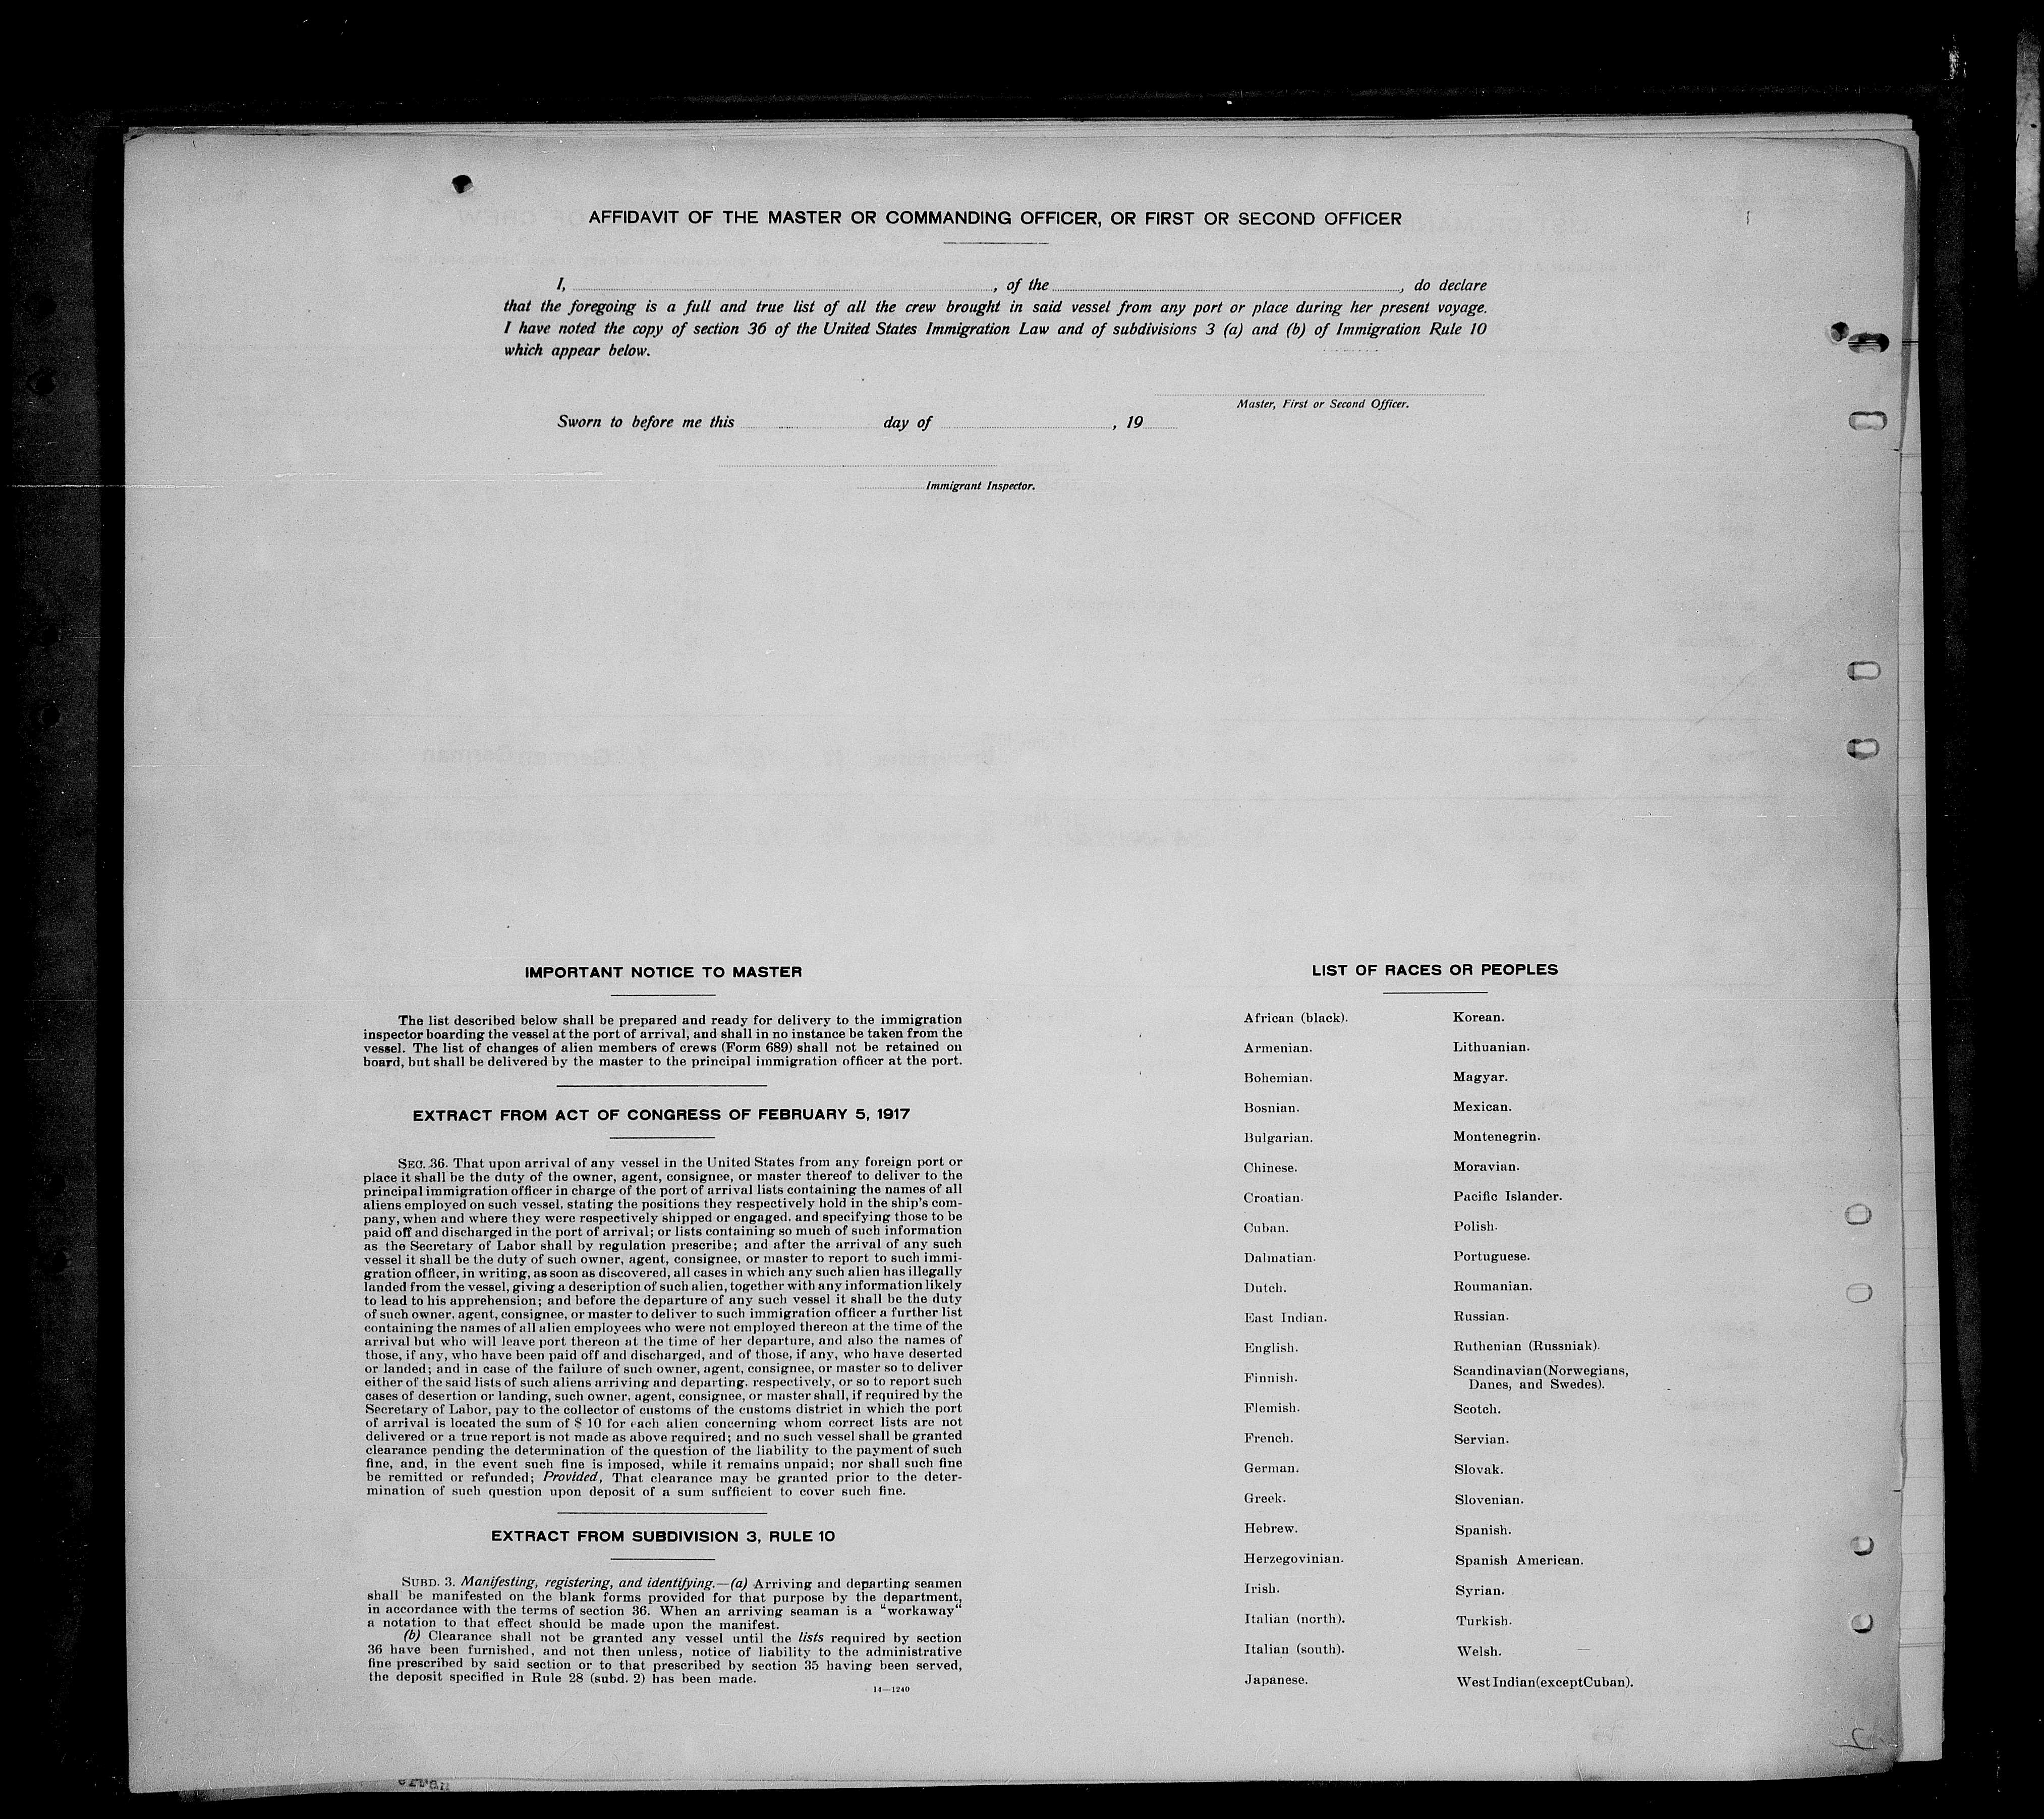 AFFIDAVIT OF THE MASTER OR COMMANDING OFFICER, OR FIRST OR SECOND OFFICER
I, , of the , do declare
that the foregoing is a full and true list of all the crew brought in said vessel from any port or place during her present voyage.
I have noted the copy of section 36 of the United States Immigration Law and of subdivisions 3 (a) and (b) of Immigration Rule 10
which appear below.
Master, First or Second Officer.
Sworn to before me this day of , 19
Immigrant Inspector.
IMPORTANT NOTICE TO MASTER
The list described below shall be prepared and ready for delivery to the immigration
inspector boarding the vessel at the port of arrival, and shall in no instance be taken from the
vessel. The list of changes of alien members of crews (Form 689) shall not be retained on
board, but shall be delivered by the master to the principal immigration officer at the port.
EXTRACT FROM ACT OF CONGRESS OF FEBRUARY 5, 1917
SEC. 36. That upon arrival of any vessel in the United States from any foreign port or
place it shall be the duty of the owner, agent, consignee, or master thereof to deliver to the
principal immigration officer in charge of the port of arrival lists containing the names of all
aliens employed on such vessel, stating the positions they respectively hold in the ship's com-
pany, when and where they were respectively shipped or engaged, and specifying those to be
paid off and discharged in the port of arrival; or lists containing so much of such information
as the Secretary of Labor shall by regulation prescribe; and after the arrival of any such
vessel it shall be the duty of such owner, agent, consignee, or master to report to such immi-
gration officer, in writing, as soon as discovered, all cases in which any such alien has illegally
landed from the vessel, giving a description of such alien, together with any information likely
to lead to his apprehension; and before the departure of any such vessel it shall be the duty
of such owner, agent, consignee, or master to deliver to such immigration officer a further list
containing the names of all alien employees who were not employed thereon at the time of the
arrival but who will leave port thereon at the time of her departure, and also the names of
those, if any, who have been paid off and discharged, and of those, if any, who have deserted
or landed; and in case of the failure of such owner, agent, consignee, or master so to deliver
either of the said lists of such aliens arriving and departing, respectively, or so to report such
cases of desertion or landing, such owner, agent, consignee, or master shall, if required by the
Secretary of Labor, pay to the collector of customs of the customs district in which the port
of arrival is located the sum of $ 10 for each alien concerning whom correct lists are not
delivered or a true report is not made as above required; and no such vessel shall be granted
clearance pending the determination of the question of the liability to the payment of such
fine, and, in the event such fine is imposed, while it remains unpaid; nor shall such fine
be remitted or refunded; Provided, That clearance may be granted prior to the deter-
mination of such question upon deposit of a sum sufficient to cover such fine.
EXTRACT FROM SUBDIVISION 3, RULE 10
SUBD. 3. Manifesting, registering, and identifying.—(a) Arriving and departing seamen
shall be manifested on the blank forms provided for that purpose by the department,
in accordance with the terms of section 36. When an arriving seaman is a "workaway"
a notation to that effect should be made upon the manifest.
(b) Clearance shall not be granted any vessel until the lists required by section
36 have been furnished, and not then unless, notice of liability to the administrative
fine prescribed by said section or to that prescribed by section 35 having been served,
the deposit specified in Rule 28 (subd. 2) has been made.
14—1240
LIST OF RACES OR PEOPLES
African (black).
Armenian.
Bohemian.
Bosnian.
Bulgarian.
Chinese.
Croatian.
Cuban.
Dalmatian.
Dutch.
East Indian.
English.
Finnish.
Flemish.
French.
German.
Greek.
Hebrew.
Herzegovinian.
Irish.
Italian (north).
Italian (south).
Japanese.
Korean.
Lithuanian.
Magyar.
Mexican.
Montenegrin.
Moravian.
Pacific Islander.
Polish.
Portuguese.
Roumanian.
Russian.
Ruthenian (Russniak).
Scandinavian (Norwegians,
Danes, and Swedes).
Scotch.
Servian.
Slovak.
Slovenian.
Spanish.
Spanish American.
Syrian.
Turkish.
Welsh.
West Indian (except Cuban).